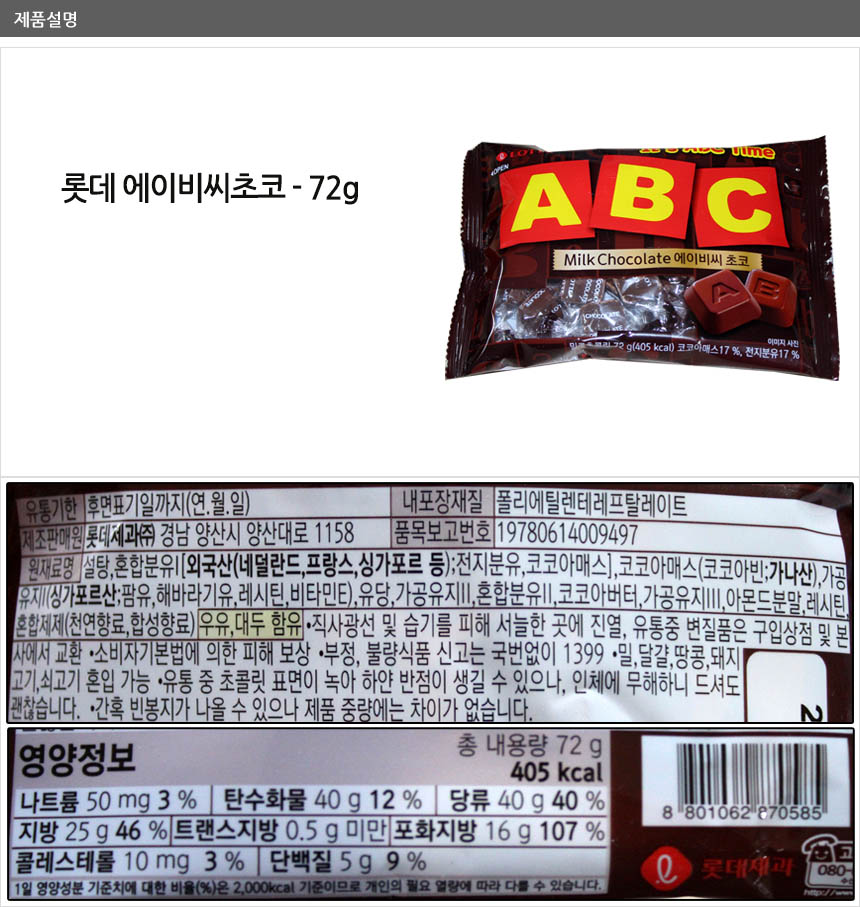 제품설명
롯데 에이비씨초코 - 72g
LOTTE
OPEN
It's ABC Time
A B C
Milk Chocolate 에이비씨 초코
CHOCOLATE
A B
이미지 사진
밀크초콜릿 72 g(405 kcal) 코코아매스17 %, 전지분유17 %
유통기한 후면표기일까지(연.월.일) 내포장재질 폴리에틸렌테레프탈레이트
제조판매원 롯데제과㈜ 경남 양산시 양산대로 1158 품목보고번호 19780614009497
원재료명 설탕,혼합분유I[외국산(네덜란드,프랑스,싱가포르 등);전지분유,코코아매스],코코아매스(코코아빈;가나산),가공
유지I(싱가포르산;팜유,해바라기유,레시틴,비타민E),유당,가공유지II,혼합분유II,코코아버터,가공유지III,아몬드분말,레시틴,
혼합제제(천연향료,합성향료) 우유,대두 함유 •직사광선 및 습기를 피해 서늘한 곳에 진열, 유통중 변질품은 구입상점 및 본
사에서 교환 •소비자기본법에 의한 피해 보상 •부정, 불량식품 신고는 국번없이 1399 •밀,달걀,땅콩,돼지
고기,쇠고기 혼입 가능 •유통 중 초콜릿 표면이 녹아 하얀 반점이 생길 수 있으나, 인체에 무해하니 드셔도
괜찮습니다. •간혹 빈봉지가 나올 수 있으나 제품 중량에는 차이가 없습니다.
2
영양정보 총 내용량 72 g
405 kcal
나트륨 50 mg 3 % 탄수화물 40 g 12 % 당류 40 g 40 %
지방 25 g 46 % 트랜스지방 0.5 g 미만 포화지방 16 g 107 %
콜레스테롤 10 mg 3 % 단백질 5 g 9 %
1일 영양성분 기준치에 대한 비율(%)은 2,000kcal 기준이므로 개인의 필요 열량에 따라 다를 수 있습니다.
8 801062 870585
롯데제과
080-
http://www